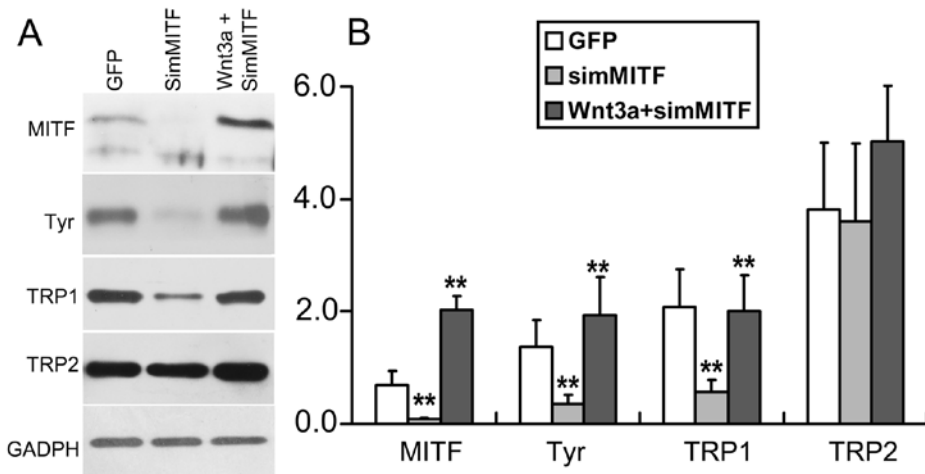 A
GFP
SimMITF
Wnt3a +
SimMITF
MITF
Tyr
TRP1
TRP2
GADPH
B
GFP
simMITF
Wnt3a+simMITF
6.0
4.0
2.0
0.0
**
**
**
**
**
**
MITF
Tyr
TRP1
TRP2